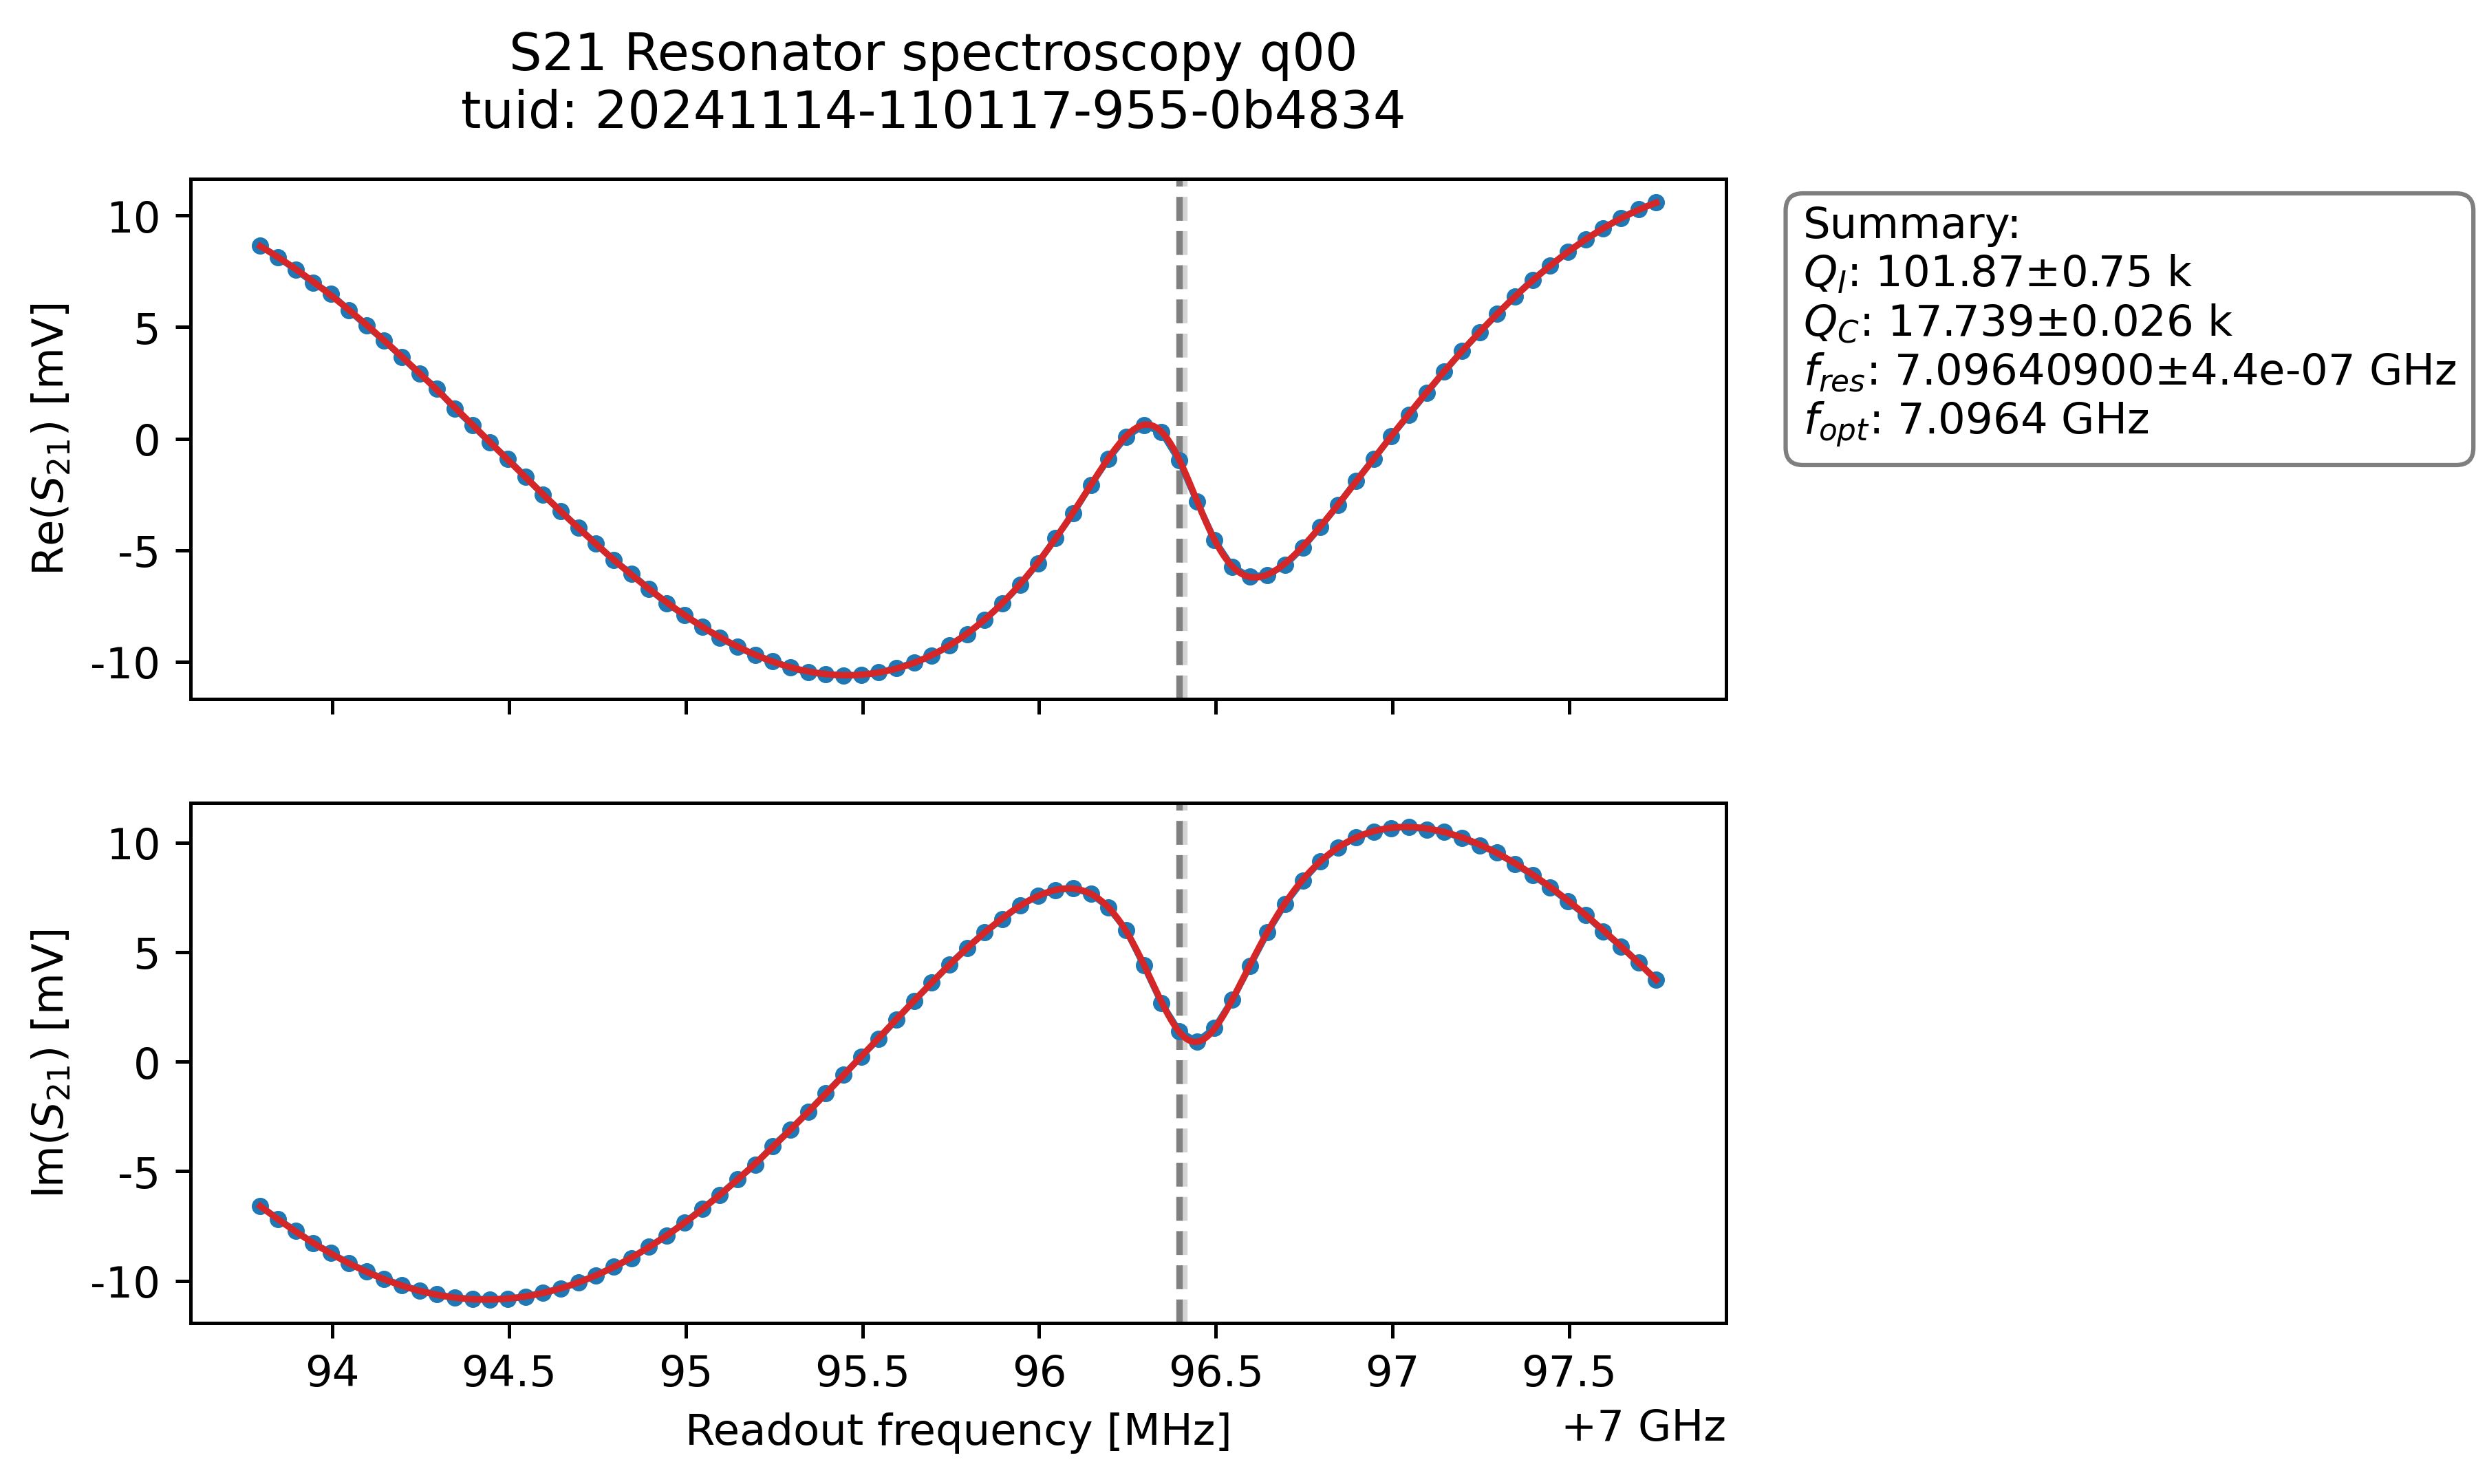 S21 Resonator spectroscopy q00
tuid: 20241114-110117-955-0b4834
10
5
0
-5
-10
Re(S21) [mV]
Summary:
QI: 101.87±0.75 k
QC: 17.739±0.026 k
fres: 7.09640900±4.4e-07 GHz
fopt: 7.0964 GHz
10
5
0
-5
-10
Im(S21) [mV]
94 94.5 95 95.5 96 96.5 97 97.5
Readout frequency [MHz]
+7 GHz